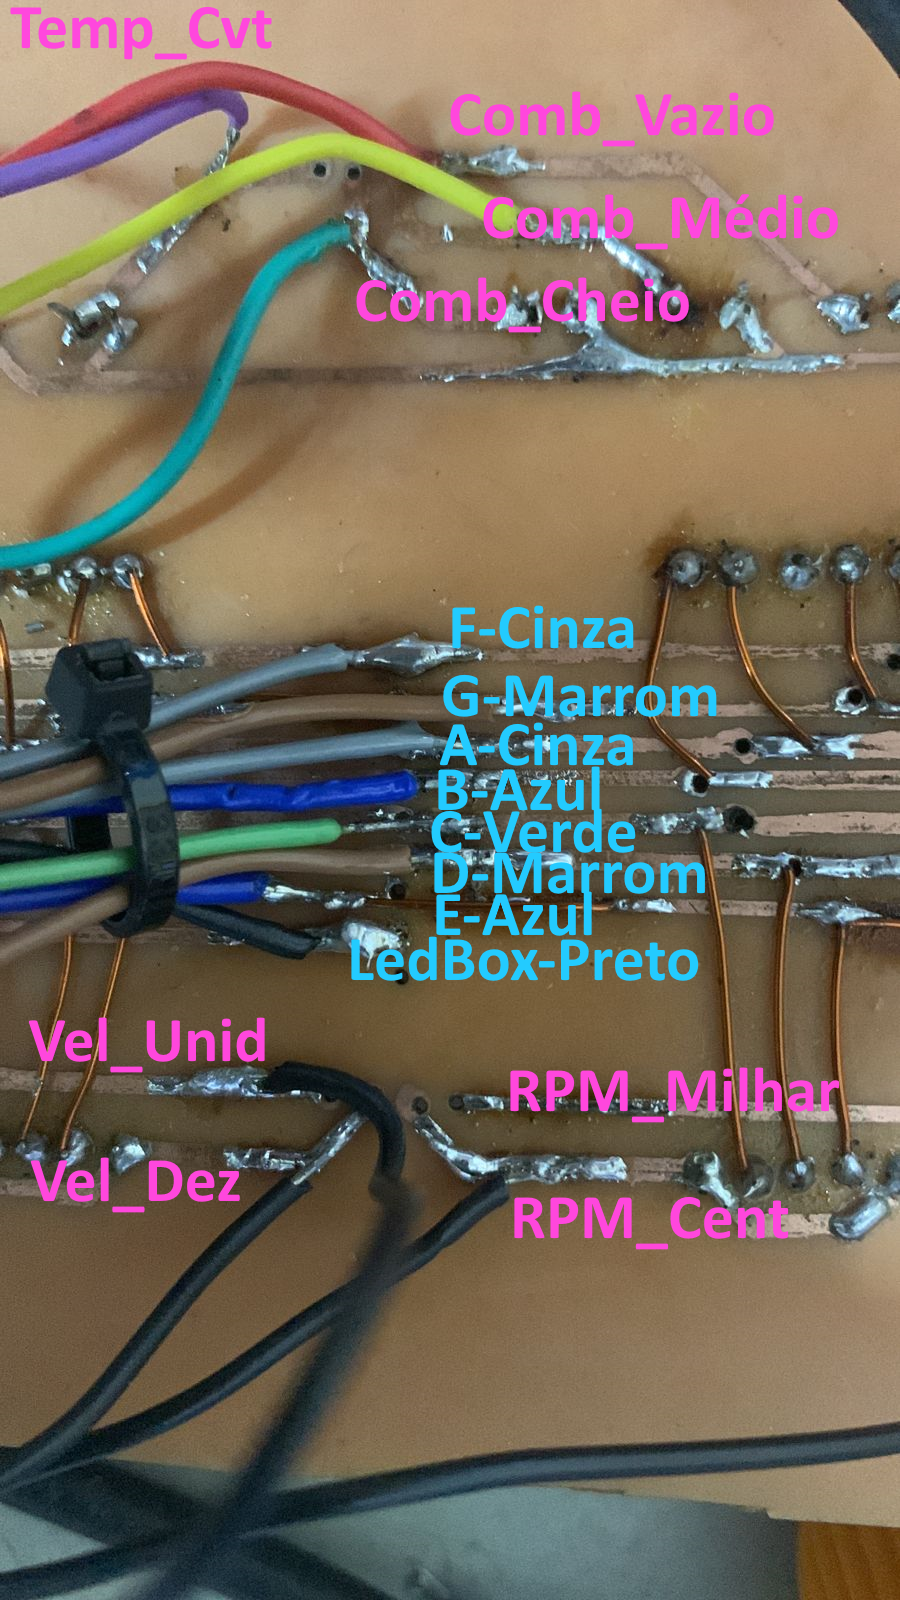 Temp_Cvt
Comb_Vazio
Comb_Médio
Comb_Cheio
F-Cinza
G-Marrom
A-Cinza
B-Azul
C-Verde
D-Marrom
E-Azul
LedBox-Preto
Vel_Unid
RPM_Milhar
Vel_Dez
RPM_Cent